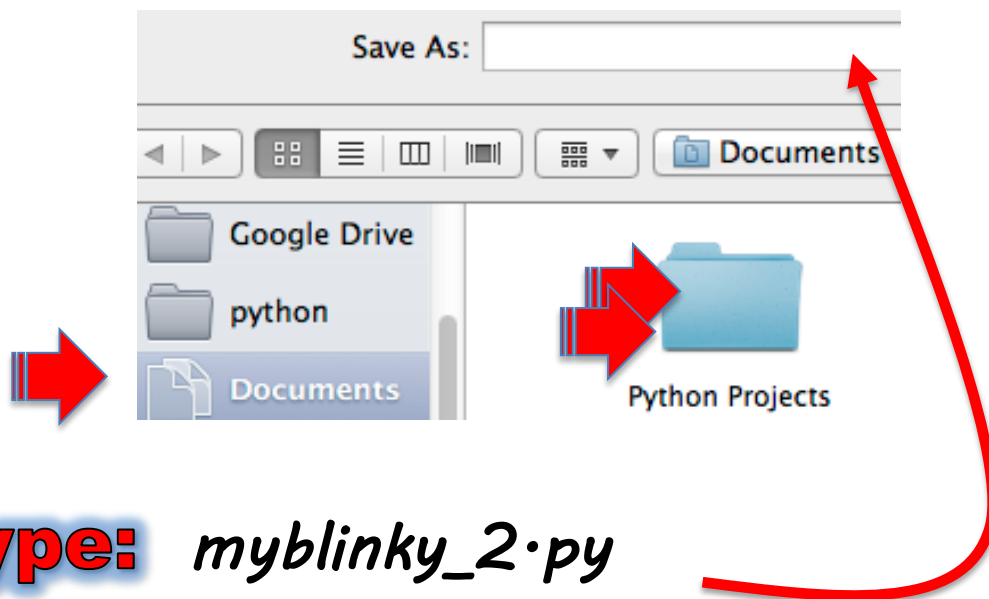 Save As:
Documents
Google Drive
python
Documents
Python Projects
ype: myblinky_2.py